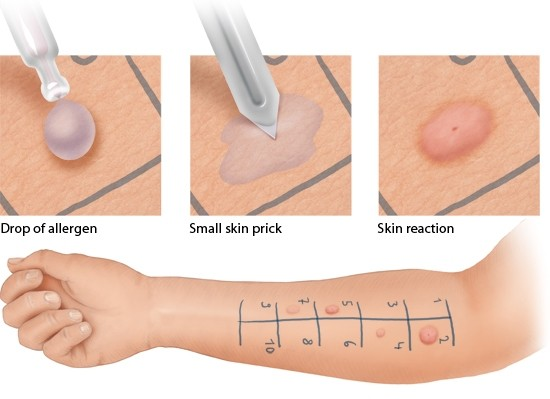 Drop of allergen
Small skin prick
Skin reaction
9 7 5 3 1
10 8 6 4 2